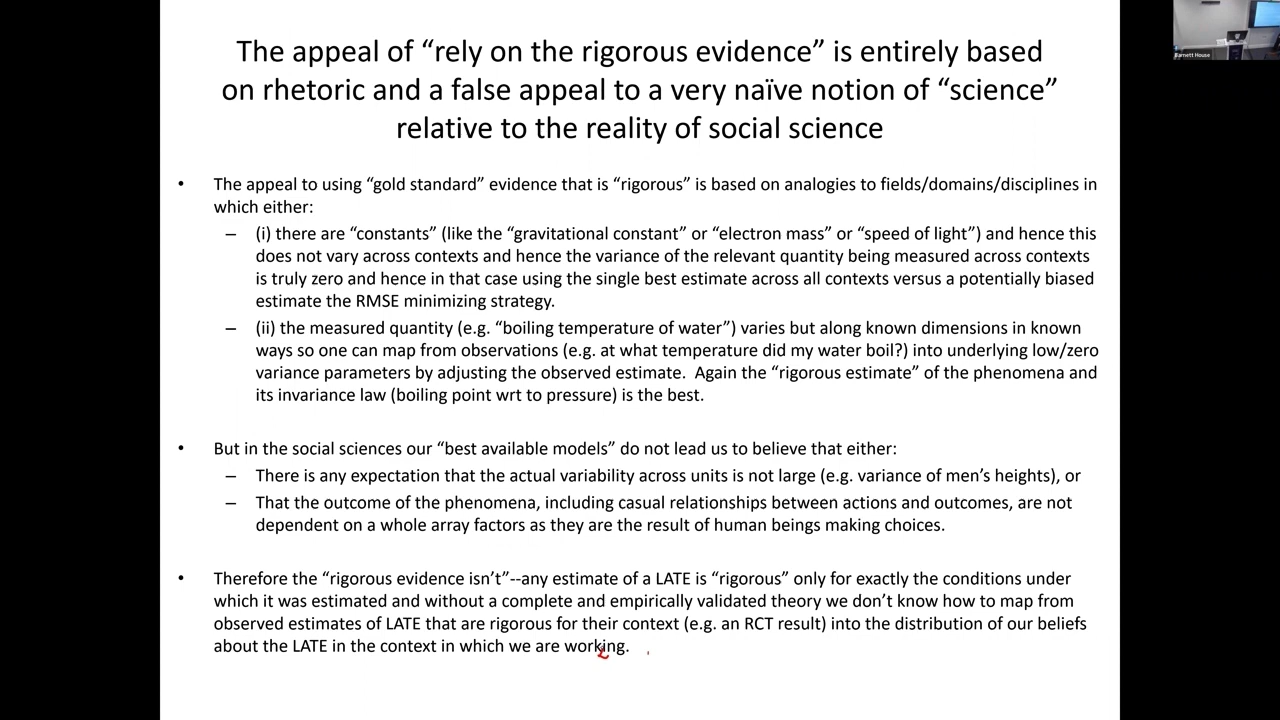 The appeal of “rely on the rigorous evidence” is entirely based
on rhetoric and a false appeal to a very naïve notion of “science”
relative to the reality of social science
• The appeal to using “gold standard” evidence that is “rigorous” is based on analogies to fields/domains/disciplines in
which either:
– (i) there are “constants” (like the “gravitational constant” or “electron mass” or “speed of light”) and hence this
does not vary across contexts and hence the variance of the relevant quantity being measured across contexts
is truly zero and hence in that case using the single best estimate across all contexts versus a potentially biased
estimate the RMSE minimizing strategy.
– (ii) the measured quantity (e.g. “boiling temperature of water”) varies but along known dimensions in known
ways so one can map from observations (e.g. at what temperature did my water boil?) into underlying low/zero
variance parameters by adjusting the observed estimate.  Again the “rigorous estimate” of the phenomena and
its invariance law (boiling point wrt to pressure) is the best.
• But in the social sciences our “best available models” do not lead us to believe that either:
– There is any expectation that the actual variability across units is not large (e.g. variance of men’s heights), or
– That the outcome of the phenomena, including casual relationships between actions and outcomes, are not
dependent on a whole array factors as they are the result of human beings making choices.
• Therefore the “rigorous evidence isn’t”--any estimate of a LATE is “rigorous” only for exactly the conditions under
which it was estimated and without a complete and empirically validated theory we don’t know how to map from
observed estimates of LATE that are rigorous for their context (e.g. an RCT result) into the distribution of our beliefs
about the LATE in the context in which we are working.
Barnett House